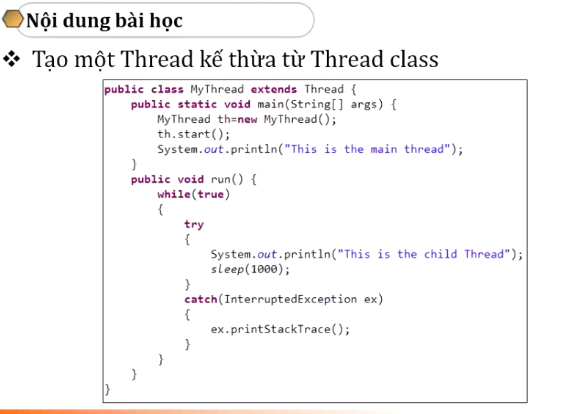 Nội dung bài học
❖ Tạo một Thread kế thừa từ Thread class
public class MyThread extends Thread {
    public static void main(String[] args) {
        MyThread th=new MyThread();
        th.start();
        System.out.println("This is the main thread");
    }
    public void run() {
        while(true)
        {
            try
            {
                System.out.println("This is the child Thread");
                sleep(1000);
            }
            catch(InterruptedException ex)
            {
                ex.printStackTrace();
            }
        }
    }
}